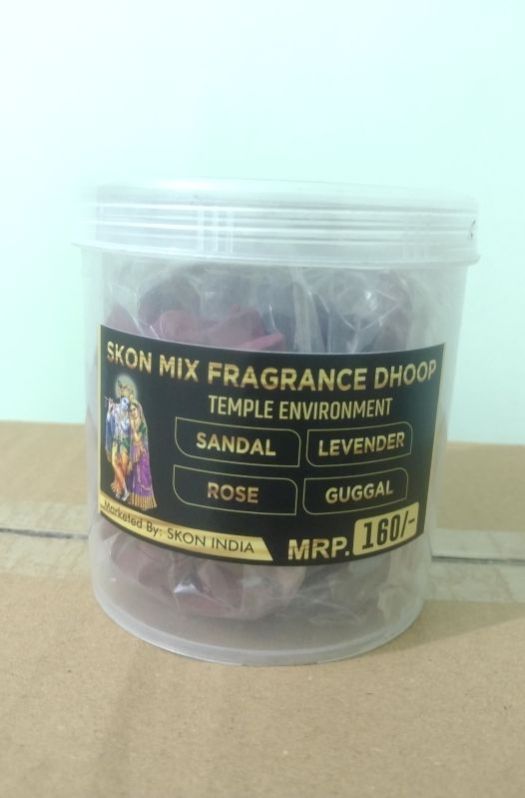 SKON MIX FRAGRANCE DHOOP
TEMPLE ENVIRONMENT
SANDAL LEVENDER
ROSE GUGGAL
Marketed By: SKON INDIA
MRP. 160/-